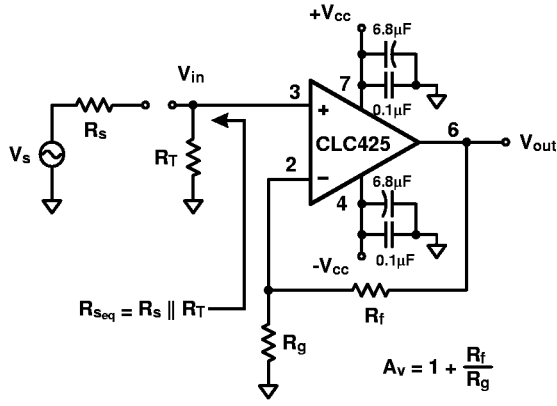 +Vcc
6.8µF
Vin
7
3
0.1µF
+
Rs
CLC425
6
Vout
Vs
RT
2
−
6.8µF
4
0.1µF
-Vcc
Rseq = Rs || RT
Rf
Rg
Av = 1 + Rf
Rg